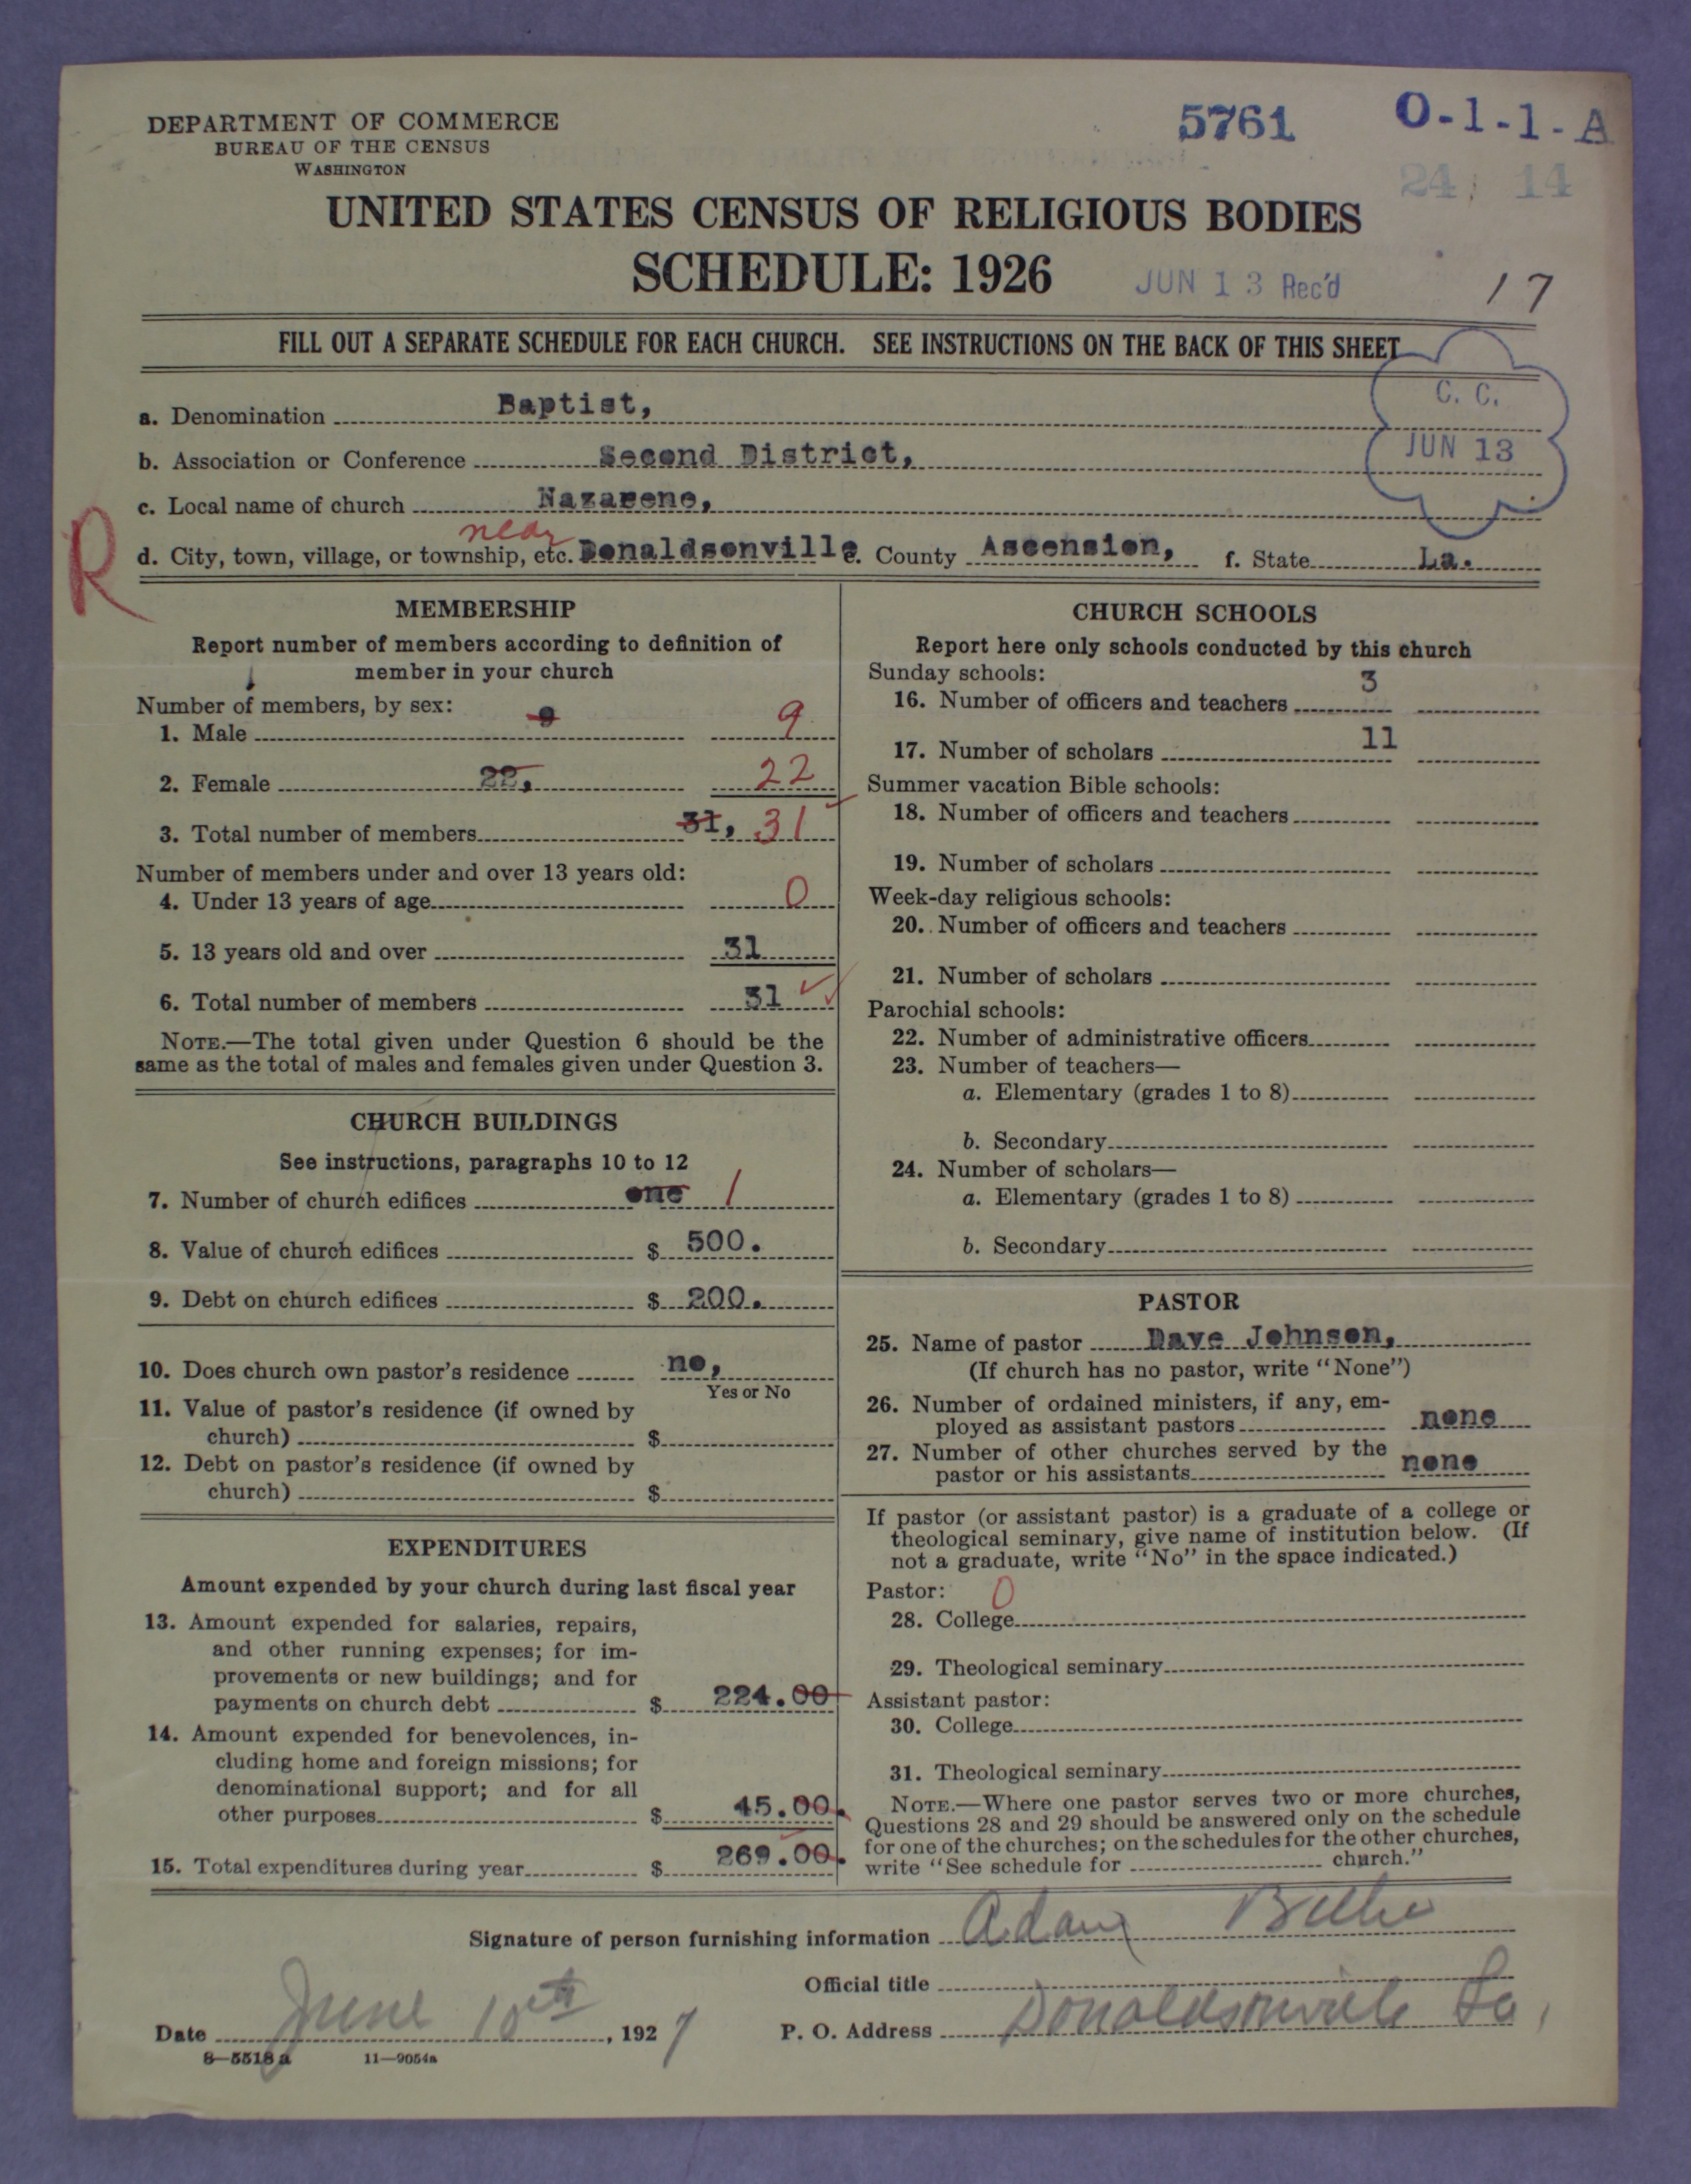 DEPARTMENT OF COMMERCE
BUREAU OF THE CENSUS
WASHINGTON
5761
O-1-1-A
24, 14
UNITED STATES CENSUS OF RELIGIOUS BODIES
SCHEDULE: 1926
JUN 13 Rec'd
17
FILL OUT A SEPARATE SCHEDULE FOR EACH CHURCH. SEE INSTRUCTIONS ON THE BACK OF THIS SHEET
C. C.
JUN 13
a. Denomination Baptist,
b. Association or Conference Second District,
c. Local name of church Nazarene,
R
near
d. City, town, village, or township, etc. Donaldsonville e. County Ascension, f. State La.
MEMBERSHIP
Report number of members according to definition of
member in your church
Number of members, by sex:
1. Male 9 9
2. Female 22, 22
3. Total number of members 31, 31
Number of members under and over 13 years old:
4. Under 13 years of age 0
5. 13 years old and over 31
6. Total number of members 31
NOTE.—The total given under Question 6 should be the
same as the total of males and females given under Question 3.
CHURCH BUILDINGS
See instructions, paragraphs 10 to 12
7. Number of church edifices one 1
8. Value of church edifices $ 500.
9. Debt on church edifices $ 200.
10. Does church own pastor's residence no,
Yes or No
11. Value of pastor's residence (if owned by
church) $
12. Debt on pastor's residence (if owned by
church) $
EXPENDITURES
Amount expended by your church during last fiscal year
13. Amount expended for salaries, repairs,
and other running expenses; for im-
provements or new buildings; and for
payments on church debt $ 224.00
14. Amount expended for benevolences, in-
cluding home and foreign missions; for
denominational support; and for all
other purposes $ 45.00.
15. Total expenditures during year $ 269.00.
CHURCH SCHOOLS
Report here only schools conducted by this church
Sunday schools:
16. Number of officers and teachers 3
17. Number of scholars 11
Summer vacation Bible schools:
18. Number of officers and teachers
19. Number of scholars
Week-day religious schools:
20. Number of officers and teachers
21. Number of scholars
Parochial schools:
22. Number of administrative officers
23. Number of teachers—
a. Elementary (grades 1 to 8)
b. Secondary
24. Number of scholars—
a. Elementary (grades 1 to 8)
b. Secondary
PASTOR
25. Name of pastor Dave Johnson,
(If church has no pastor, write "None")
26. Number of ordained ministers, if any, em-
ployed as assistant pastors none
27. Number of other churches served by the
pastor or his assistants none
If pastor (or assistant pastor) is a graduate of a college or
theological seminary, give name of institution below. (If
not a graduate, write "No" in the space indicated.)
Pastor: 0
28. College
29. Theological seminary
Assistant pastor:
30. College
31. Theological seminary
NOTE.—Where one pastor serves two or more churches,
Questions 28 and 29 should be answered only on the schedule
for one of the churches; on the schedules for the other churches,
write "See schedule for church."
Signature of person furnishing information Adam
Official title
Date June 10th, 1927 P. O. Address Donaldsonville La,
8—5518 a 11—9054a